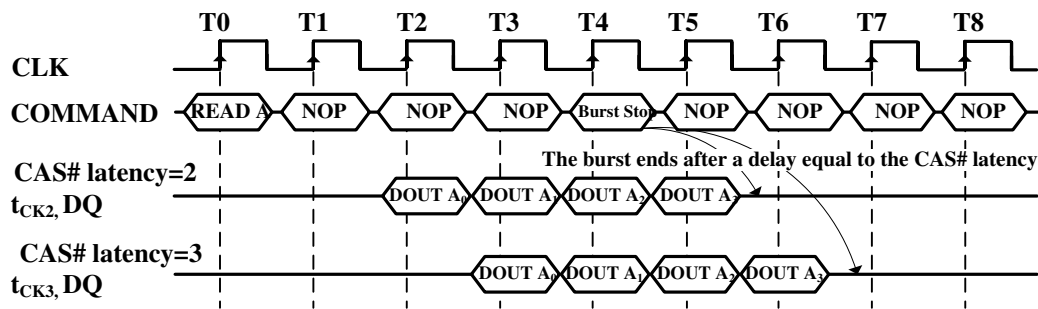 T0 T1 T2 T3 T4 T5 T6 T7 T8
CLK
COMMAND READ A NOP NOP NOP Burst Stop NOP NOP NOP NOP
The burst ends after a delay equal to the CAS# latency
CAS# latency=2
tCK2, DQ DOUT A0 DOUT A1 DOUT A2 DOUT A3
CAS# latency=3
tCK3, DQ DOUT A0 DOUT A1 DOUT A2 DOUT A3